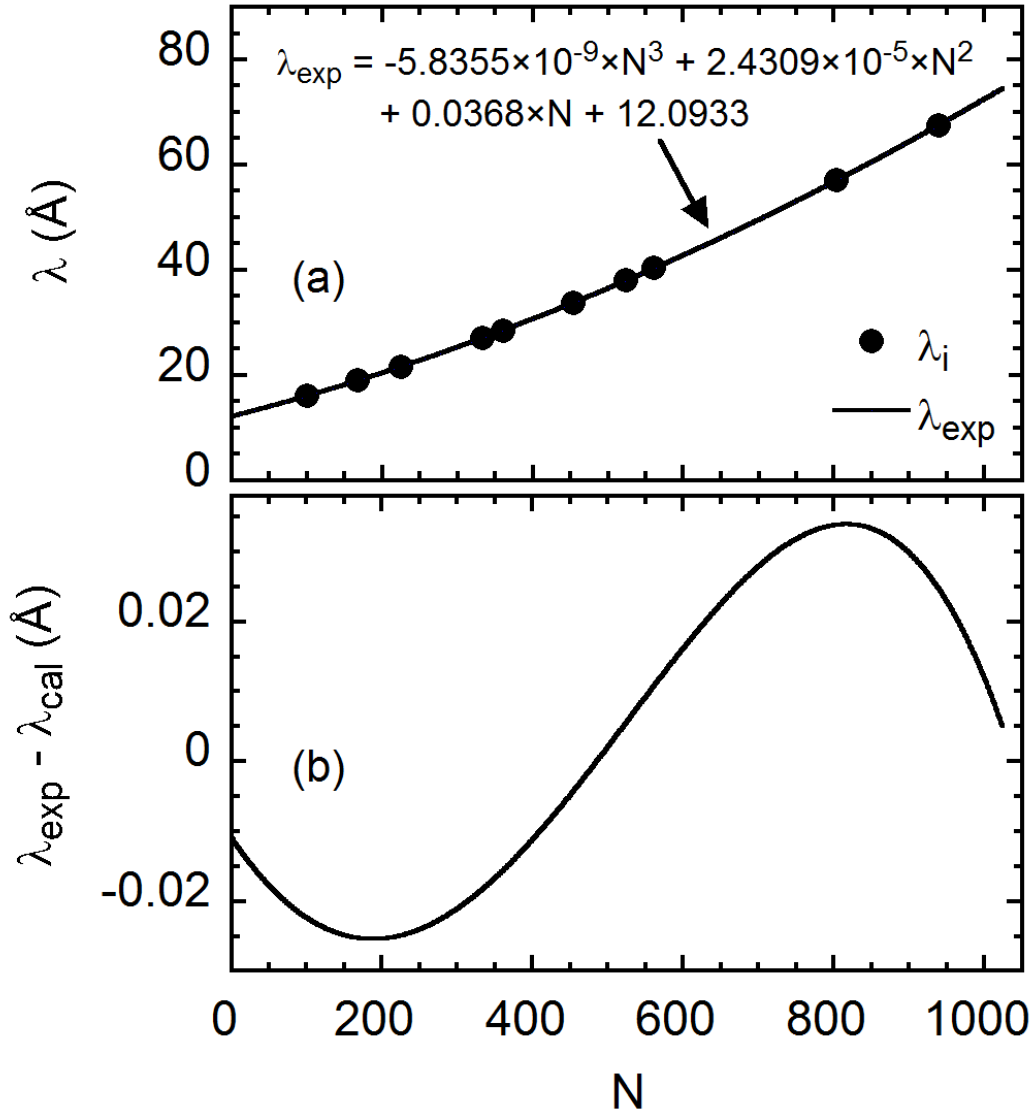 80
λexp = -5.8355×10⁻⁹×N³ + 2.4309×10⁻⁵×N²
+ 0.0368×N + 12.0933
60
λ (Å)
40
(a)
λi
20
λexp
0
0.02
λexp - λcal (Å)
0
(b)
-0.02
0 200 400 600 800 1000
N